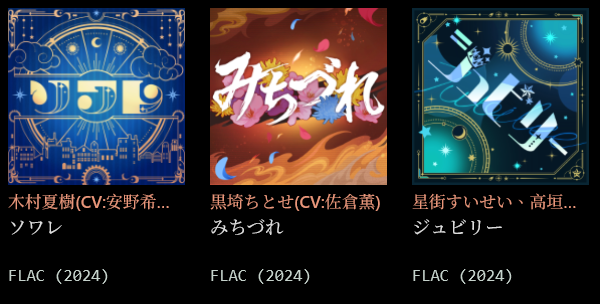 ソワレ
みちづれ
ジュビリー
木村夏樹(CV:安野希...
ソワレ
FLAC (2024)
黒埼ちとせ(CV:佐倉薫)
みちづれ
FLAC (2024)
星街すいせい、高垣...
ジュビリー
FLAC (2024)